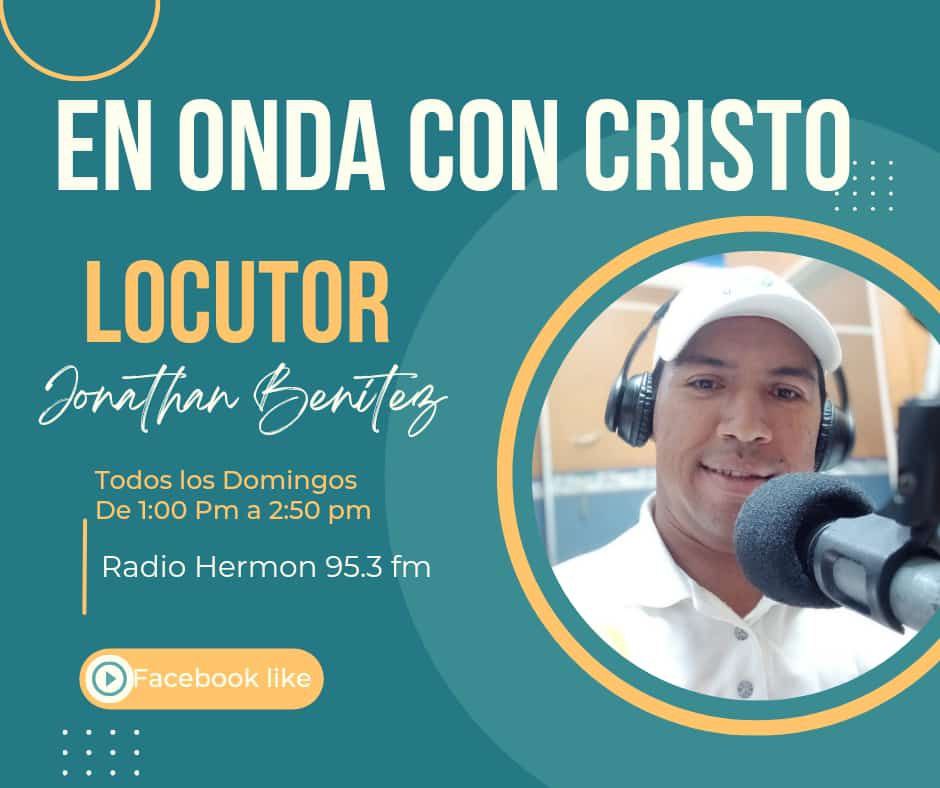 EN ONDA CON CRISTO
LOCUTOR
Jonathan Benítez
Todos los Domingos
De 1:00 Pm a 2:50 pm
Radio Hermon 95.3 fm
Facebook like